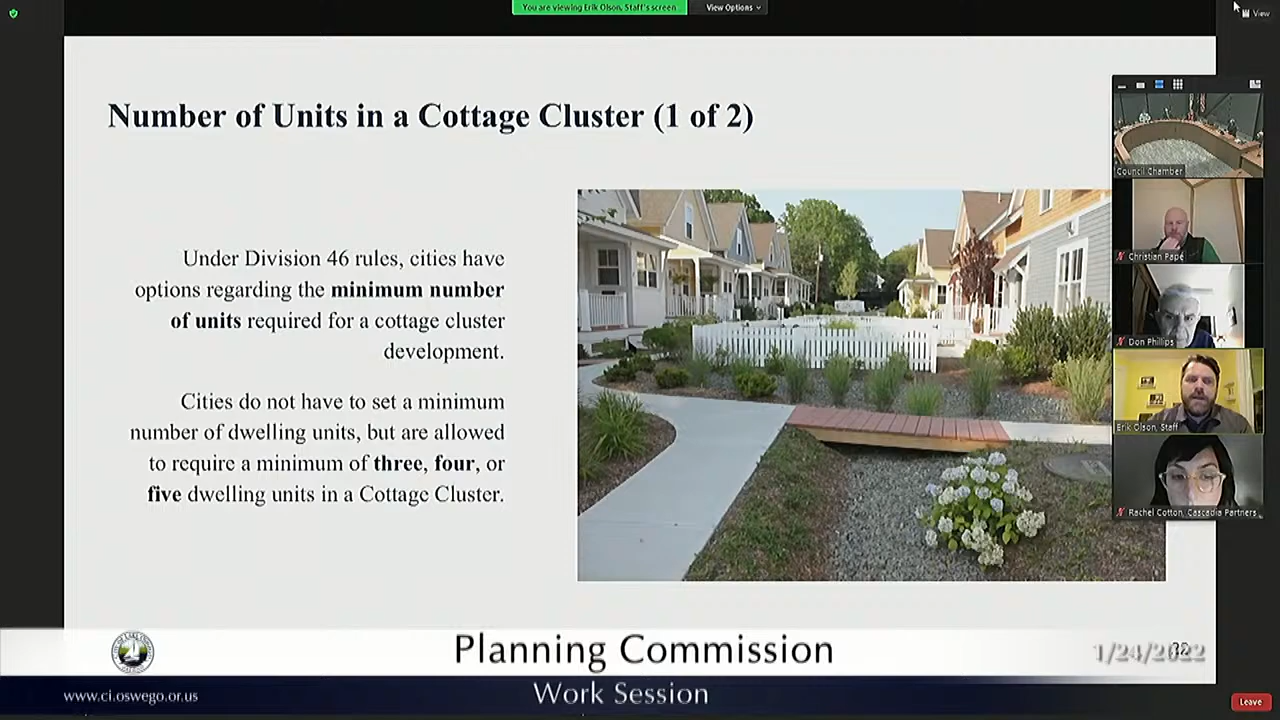 You are viewing Erik Olson, Staff's screen
View Options
View
Number of Units in a Cottage Cluster (1 of 2)
Under Division 46 rules, cities have
options regarding the minimum number
of units required for a cottage cluster
development.
Cities do not have to set a minimum
number of dwelling units, but are allowed
to require a minimum of three, four, or
five dwelling units in a Cottage Cluster.
Council Chamber
Christian Pape
Don Phillips
Erik Olson, Staff
Rachel Cotton, Cascadia Partners
Planning Commission
1/24/2022
www.ci.oswego.or.us
Work Session
Leave